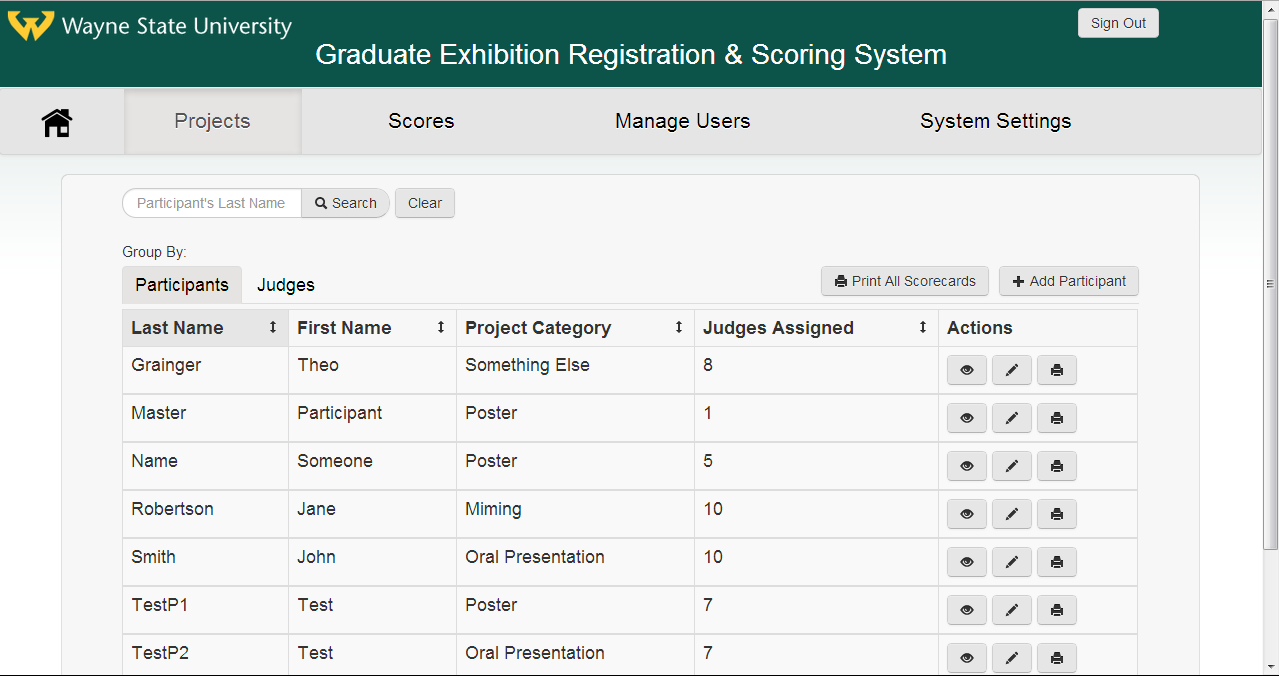 Wayne State University
Sign Out
Graduate Exhibition Registration & Scoring System
Projects Scores Manage Users System Settings
Participant's Last Name Search Clear
Group By:
Participants Judges Print All Scorecards Add Participant
Last Name First Name Project Category Judges Assigned Actions
Grainger Theo Something Else 8
Master Participant Poster 1
Name Someone Poster 5
Robertson Jane Miming 10
Smith John Oral Presentation 10
TestP1 Test Poster 7
TestP2 Test Oral Presentation 7